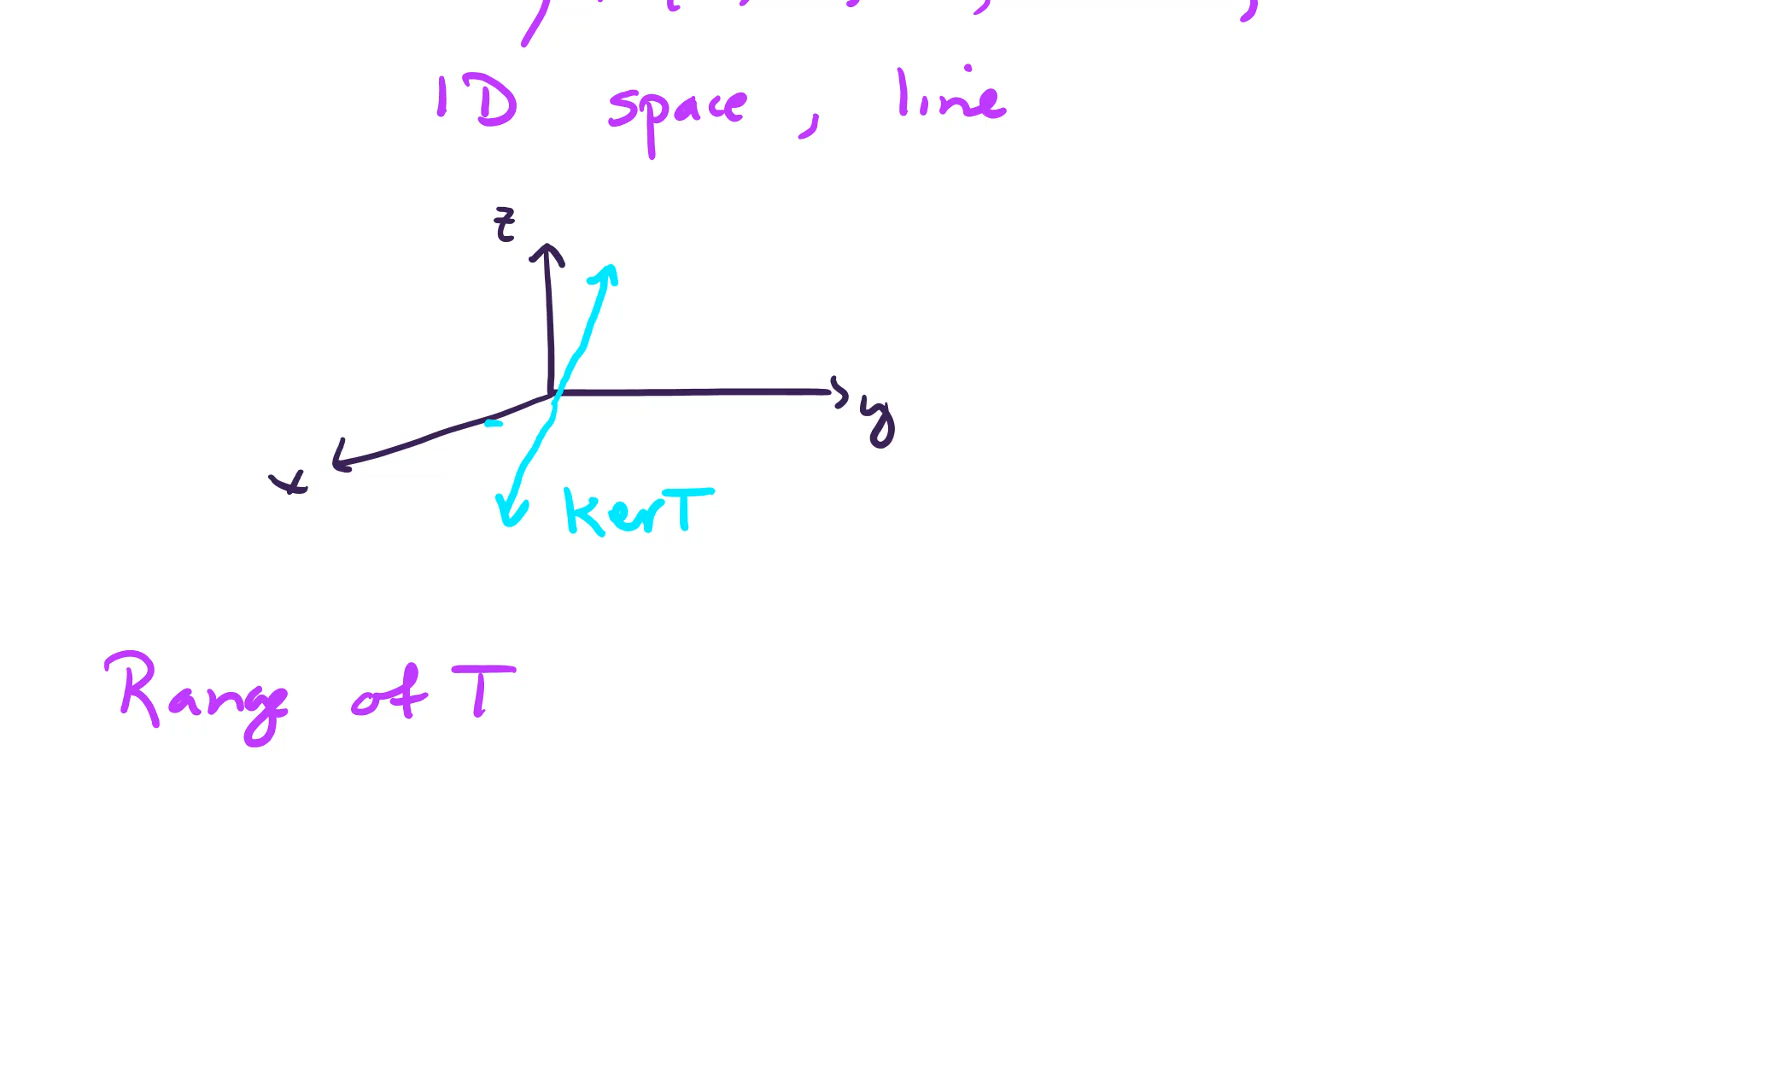 1D space, line
z
y
x
KerT
Range of T